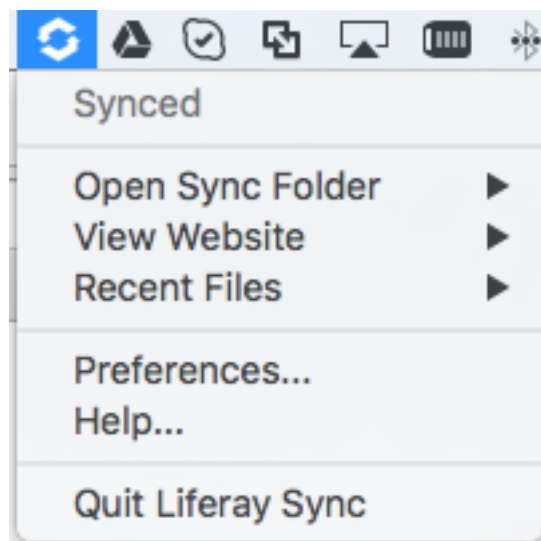 Synced
Open Sync Folder
View Website
Recent Files
Preferences...
Help...
Quit Liferay Sync